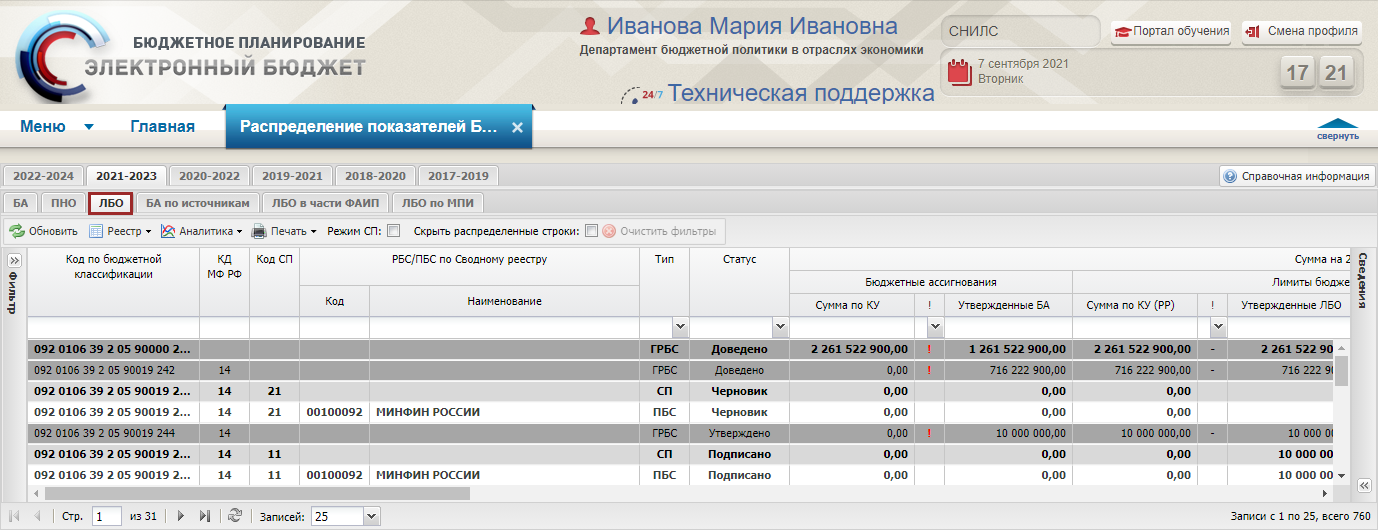 БЮДЖЕТНОЕ ПЛАНИРОВАНИЕ
ЭЛЕКТРОННЫЙ БЮДЖЕТ
Иванова Мария Ивановна
Департамент бюджетной политики в отраслях экономики
24/7 Техническая поддержка
СНИЛС
Портал обучения
Смена профиля
7 сентября 2021
Вторник
17 21
Меню Главная Распределение показателей Б... ×
свернуть
2022-2024 2021-2023 2020-2022 2019-2021 2018-2020 2017-2019 Справочная информация
БА ПНО ЛБО БА по источникам ЛБО в части ФАИП ЛБО по МПИ
Обновить Реестр Аналитика Печать Режим СП: Скрыть распределенные строки: Очистить фильтры
Фильтр
Сведения
Код по бюджетной классификации КД МФ РФ Код СП РБС/ПБС по Сводному реестру Тип Статус Сумма на 2
Бюджетные ассигнования Лимиты бюдже
Код Наименование Сумма по КУ ! Утвержденные БА Сумма по КУ (РР) ! Утвержденные ЛБО
092 0106 39 2 05 90000 2... ГРБС Доведено 2 261 522 900,00 ! 1 261 522 900,00 2 261 522 900,00 - 2 261 522 90
092 0106 39 2 05 90019 242 14 ГРБС Доведено 0,00 ! 716 222 900,00 716 222 900,00 - 716 222 9
092 0106 39 2 05 90019 2... 14 21 СП Черновик 0,00 0,00 0,00
092 0106 39 2 05 90019 2... 14 21 00100092 МИНФИН РОССИИ ПБС Черновик 0,00 0,00 0,00
092 0106 39 2 05 90019 244 14 ГРБС Утверждено 0,00 ! 10 000 000,00 10 000 000,00 - 10 000 0
092 0106 39 2 05 90019 2... 14 11 СП Подписано 0,00 0,00 0,00 10 000 00
092 0106 39 2 05 90019 2... 14 11 00100092 МИНФИН РОССИИ ПБС Подписано 0,00 0,00 0,00 10 000 00
Стр. 1 из 31 Записей: 25 Записи с 1 по 25, всего 760